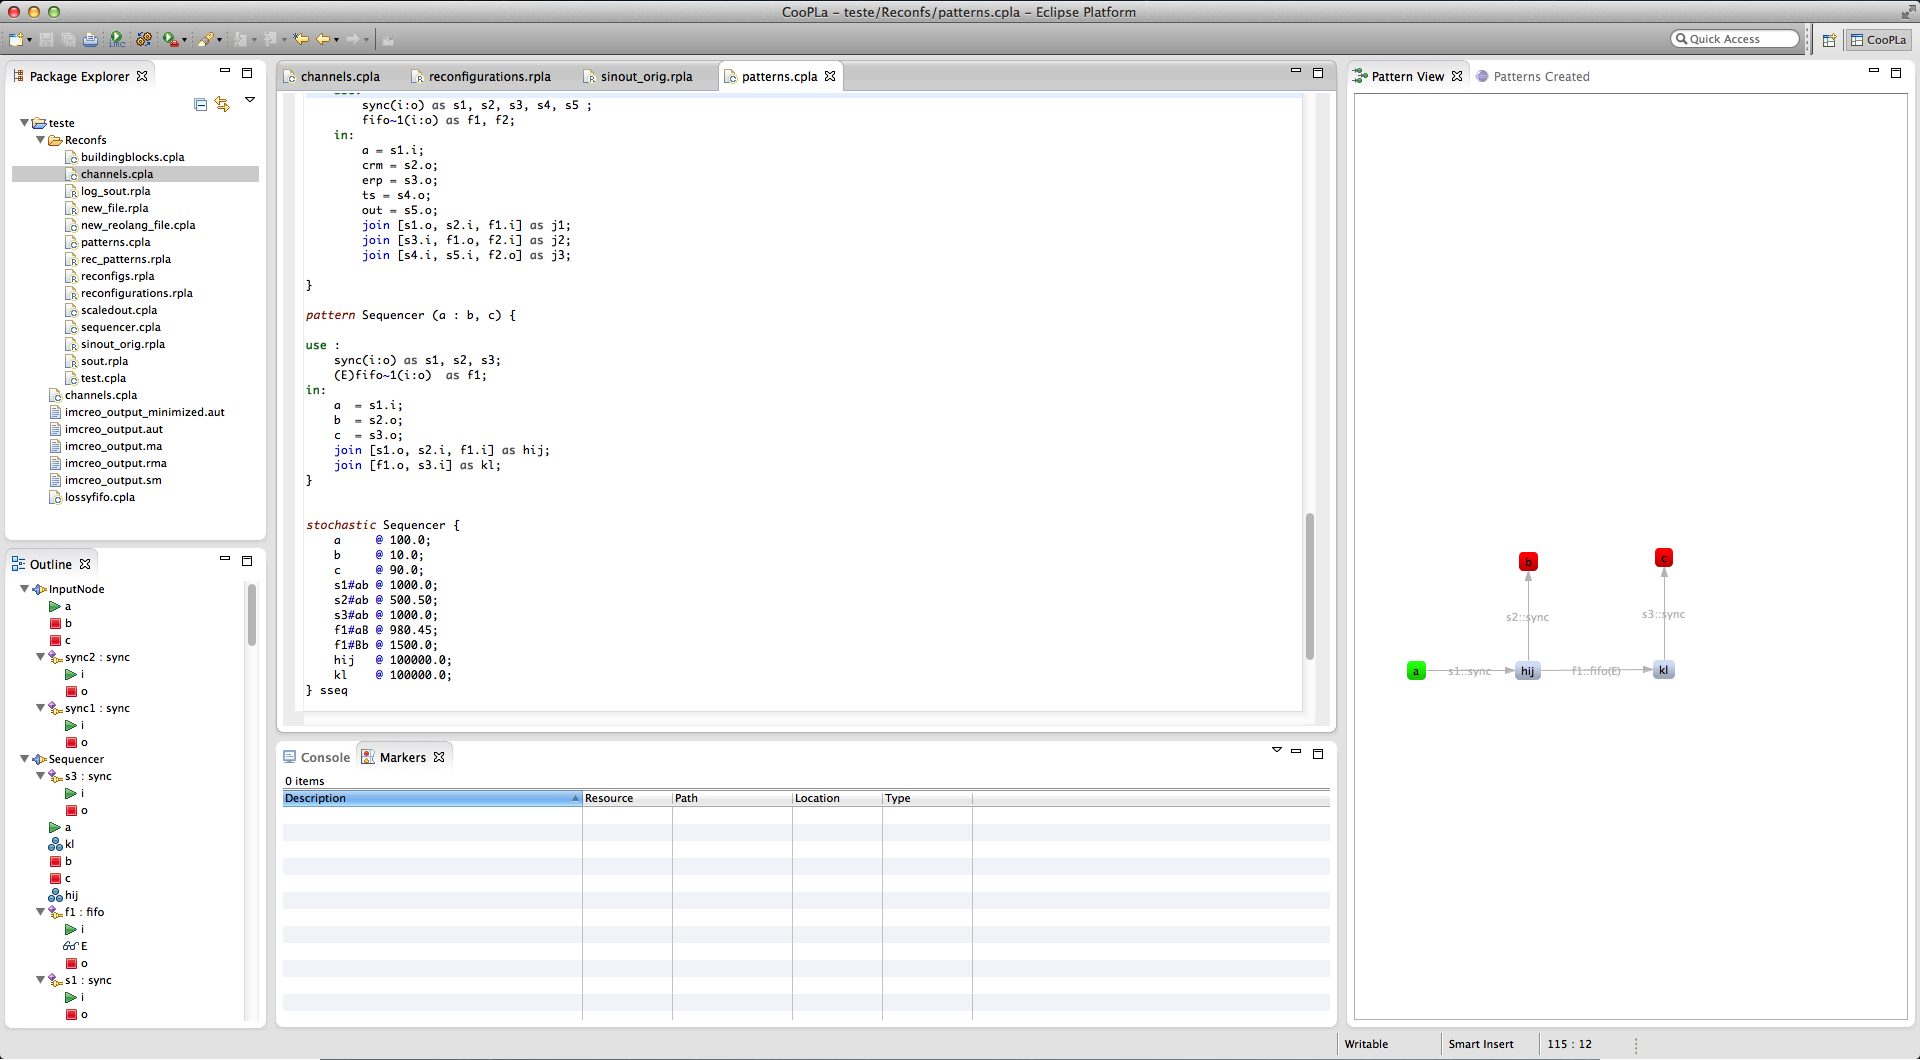 CooPLa - teste/Reconfs/patterns.cpla - Eclipse Platform
Quick Access
CooPLa
Package Explorer
teste
Reconfs
buildingblocks.cpla
channels.cpla
log_sout.rpla
new_file.rpla
new_reolang_file.cpla
patterns.cpla
rec_patterns.rpla
reconfigs.rpla
reconfigurations.rpla
scaledout.cpla
sequencer.cpla
sinout_orig.rpla
sout.rpla
test.cpla
channels.cpla
imcreo_output_minimized.aut
imcreo_output.aut
imcreo_output.ma
imcreo_output.rma
imcreo_output.sm
lossyfifo.cpla
Outline
InputNode
a
b
c
sync2 : sync
i
o
sync1 : sync
i
o
Sequencer
s3 : sync
i
o
a
kl
b
c
hij
f1 : fifo
i
E
o
s1 : sync
i
o
channels.cpla
reconfigurations.rpla
sinout_orig.rpla
patterns.cpla
sync(i:o) as s1, s2, s3, s4, s5 ;
fifo~1(i:o) as f1, f2;
in:
a = s1.i;
crm = s2.o;
erp = s3.o;
ts = s4.o;
out = s5.o;
join [s1.o, s2.i, f1.i] as j1;
join [s3.i, f1.o, f2.i] as j2;
join [s4.i, s5.i, f2.o] as j3;
}
pattern Sequencer (a : b, c) {
use :
sync(i:o) as s1, s2, s3;
(E)fifo~1(i:o)  as f1;
in:
a  = s1.i;
b  = s2.o;
c  = s3.o;
join [s1.o, s2.i, f1.i] as hij;
join [f1.o, s3.i] as kl;
}
stochastic Sequencer {
a     @ 100.0;
b     @ 10.0;
c     @ 90.0;
s1#ab @ 1000.0;
s2#ab @ 500.50;
s3#ab @ 1000.0;
f1#aB @ 980.45;
f1#Bb @ 1500.0;
hij   @ 100000.0;
kl    @ 100000.0;
} sseq
Console
Markers
0 items
Description
Resource
Path
Location
Type
Pattern View
Patterns Created
b
c
s2::sync
s3::sync
a
s1::sync
hij
f1::fifo(E)
kl
Writable
Smart Insert
115 : 12